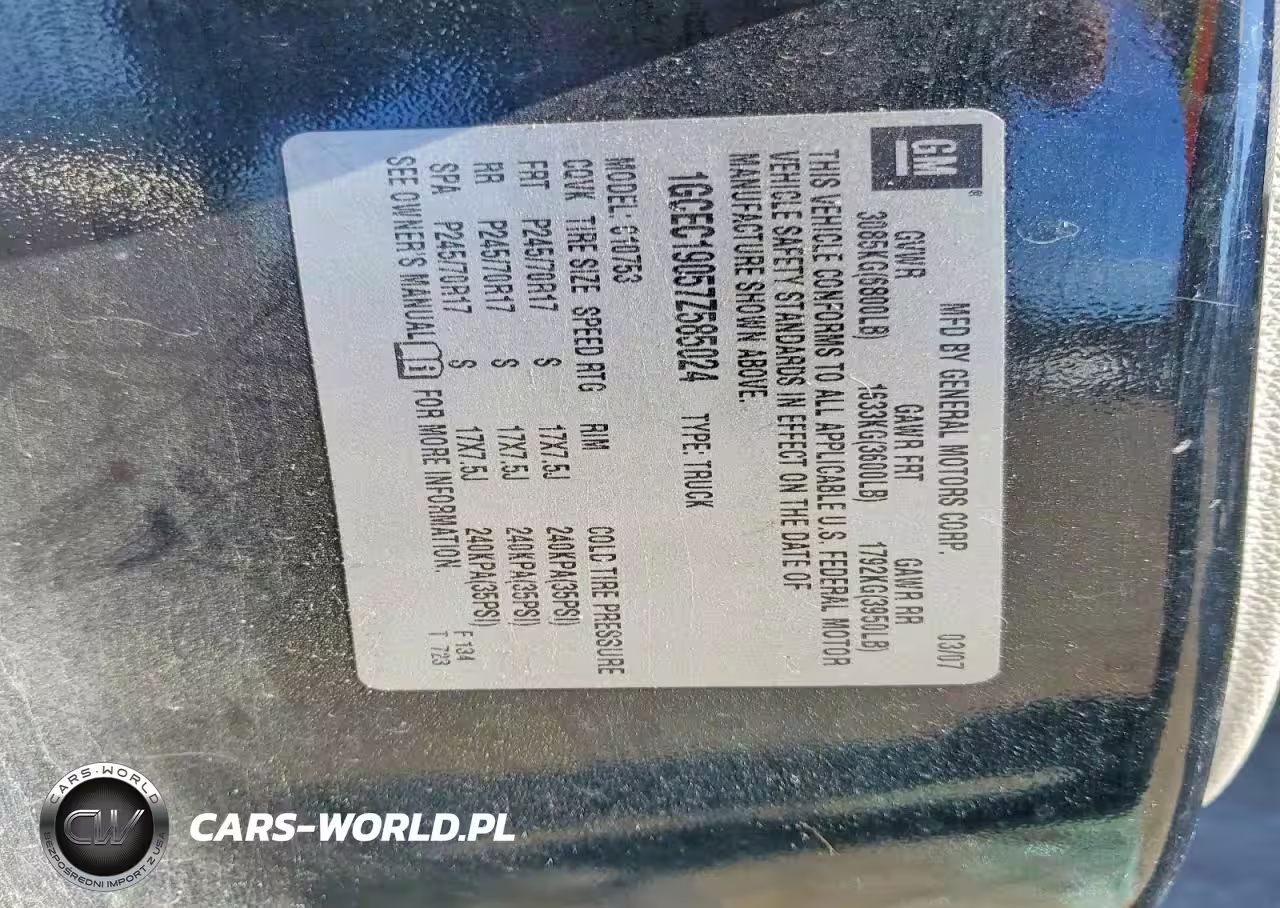 GM
®
MFD BY GENERAL MOTORS CORP. 03/07
GVWR GAWR FRT GAWR RR
3085KG(6800LB) 1633KG(3600LB) 1792KG(3950LB)
THIS VEHICLE CONFORMS TO ALL APPLICABLE U.S. FEDERAL MOTOR
VEHICLE SAFETY STANDARDS IN EFFECT ON THE DATE OF
MANUFACTURE SHOWN ABOVE.
1GCEC19057Z585024 TYPE: TRUCK
MODEL: C10753
CQVK TIRE SIZE SPEED RTG RIM COLD TIRE PRESSURE
FRT P245/70R17 S 17X7.5J 240KPA(35PSI)
RR P245/70R17 S 17X7.5J 240KPA(35PSI)
SPA P245/70R17 S 17X7.5J 240KPA(35PSI)
SEE OWNER'S MANUAL FOR MORE INFORMATION.
F134
T 723
CARS-WORLD
CW
BEZPOŚREDNI IMPORT Z USA
CARS-WORLD.PL